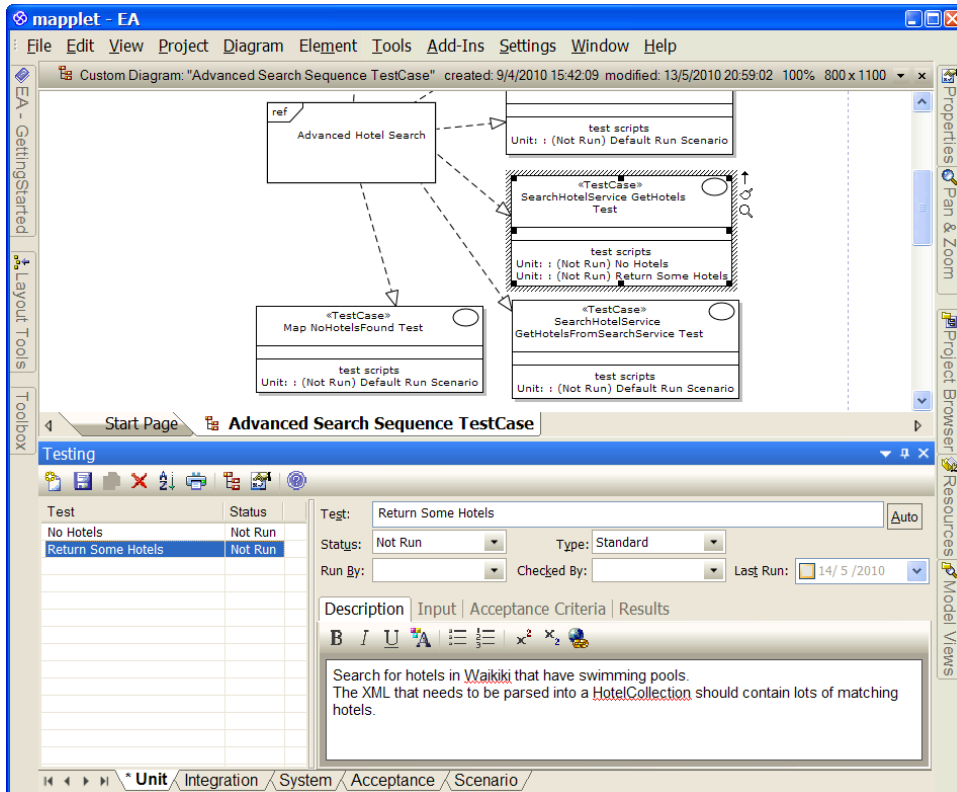 mapplet - EA
File Edit View Project Diagram Element Tools Add-Ins Settings Window Help
Custom Diagram: "Advanced Search Sequence TestCase" created: 9/4/2010 15:42:09 modified: 13/5/2010 20:59:02 100% 800 x 1100
EA - GettingStarted
Layout Tools
Toolbox
ref
Advanced Hotel Search
test scripts
Unit: : (Not Run) Default Run Scenario
«TestCase»
SearchHotelService GetHotels
Test
test scripts
Unit: : (Not Run) No Hotels
Unit: : (Not Run) Return Some Hotels
«TestCase»
Map NoHotelsFound Test
test scripts
Unit: : (Not Run) Default Run Scenario
«TestCase»
SearchHotelService
GetHotelsFromSearchService Test
test scripts
Unit: : (Not Run) Default Run Scenario
Properties
Pan & Zoom
Project Browser
Resources
Model Views
Start Page Advanced Search Sequence TestCase
Testing
Test Status
No Hotels Not Run
Return Some Hotels Not Run
Test: Return Some Hotels Auto
Status: Not Run Type: Standard
Run By: Checked By: Last Run: 14/ 5 /2010
Description Input Acceptance Criteria Results
B I U A x² x₂
Search for hotels in Waikiki that have swimming pools.
The XML that needs to be parsed into a HotelCollection should contain lots of matching
hotels.
* Unit Integration System Acceptance Scenario